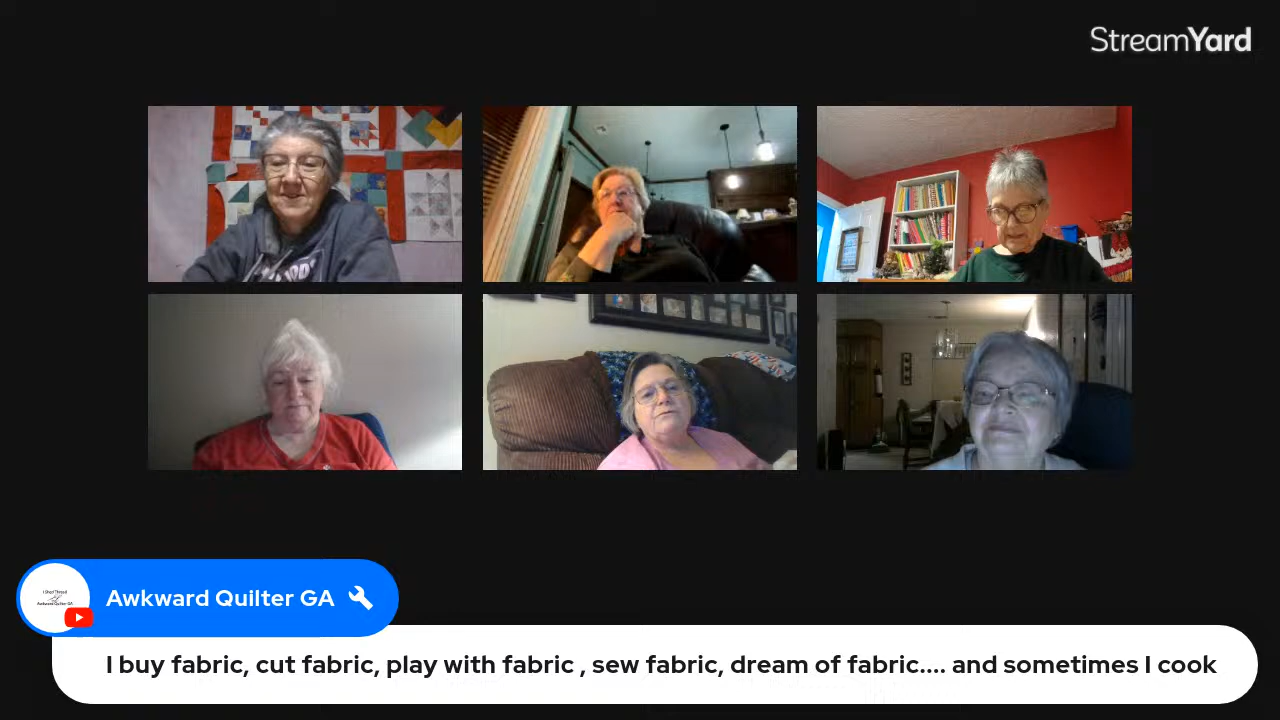 StreamYard
Awkward Quilter GA
I buy fabric, cut fabric, play with fabric , sew fabric, dream of fabric.... and sometimes I cook